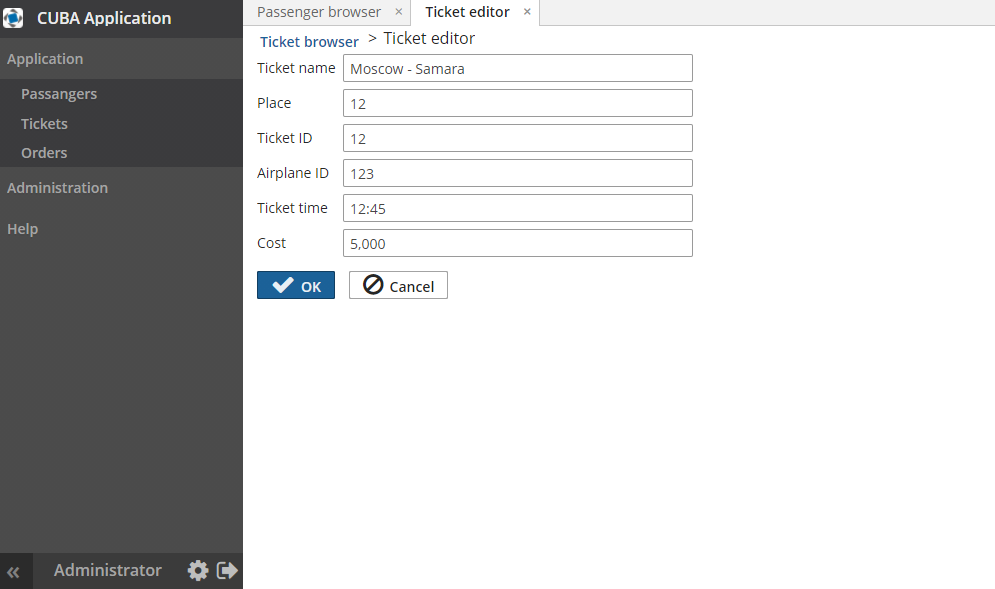 CUBA Application
Application
Passangers
Tickets
Orders
Administration
Help
Administrator
Passenger browser
Ticket editor
Ticket browser > Ticket editor
Ticket name Moscow - Samara
Place 12
Ticket ID 12
Airplane ID 123
Ticket time 12:45
Cost 5,000
OK Cancel